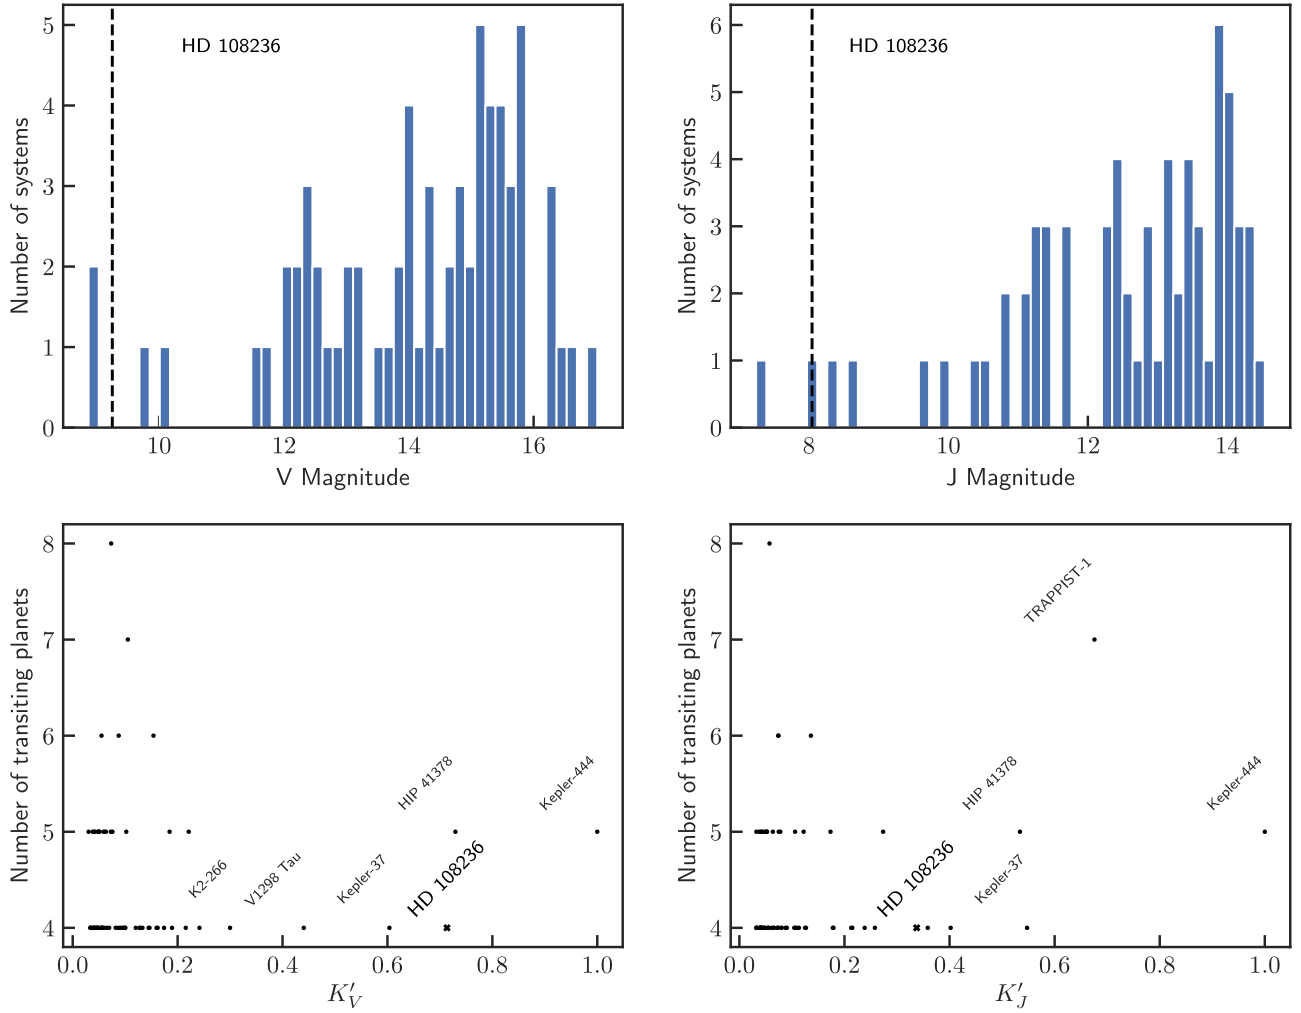 HD 108236
Number of systems
5
4
3
2
1
0
10
12
14
16
V Magnitude
HD 108236
Number of systems
6
5
4
3
2
1
0
8
10
12
14
J Magnitude
Number of transiting planets
8
7
6
5
4
HIP 41378
Kepler-444
K2-266
V1298 Tau
Kepler-37
HD 108236
0.0
0.2
0.4
0.6
0.8
1.0
K′V
Number of transiting planets
8
7
6
5
4
TRAPPIST-1
HIP 41378
Kepler-444
HD 108236
Kepler-37
0.0
0.2
0.4
0.6
0.8
1.0
K′J